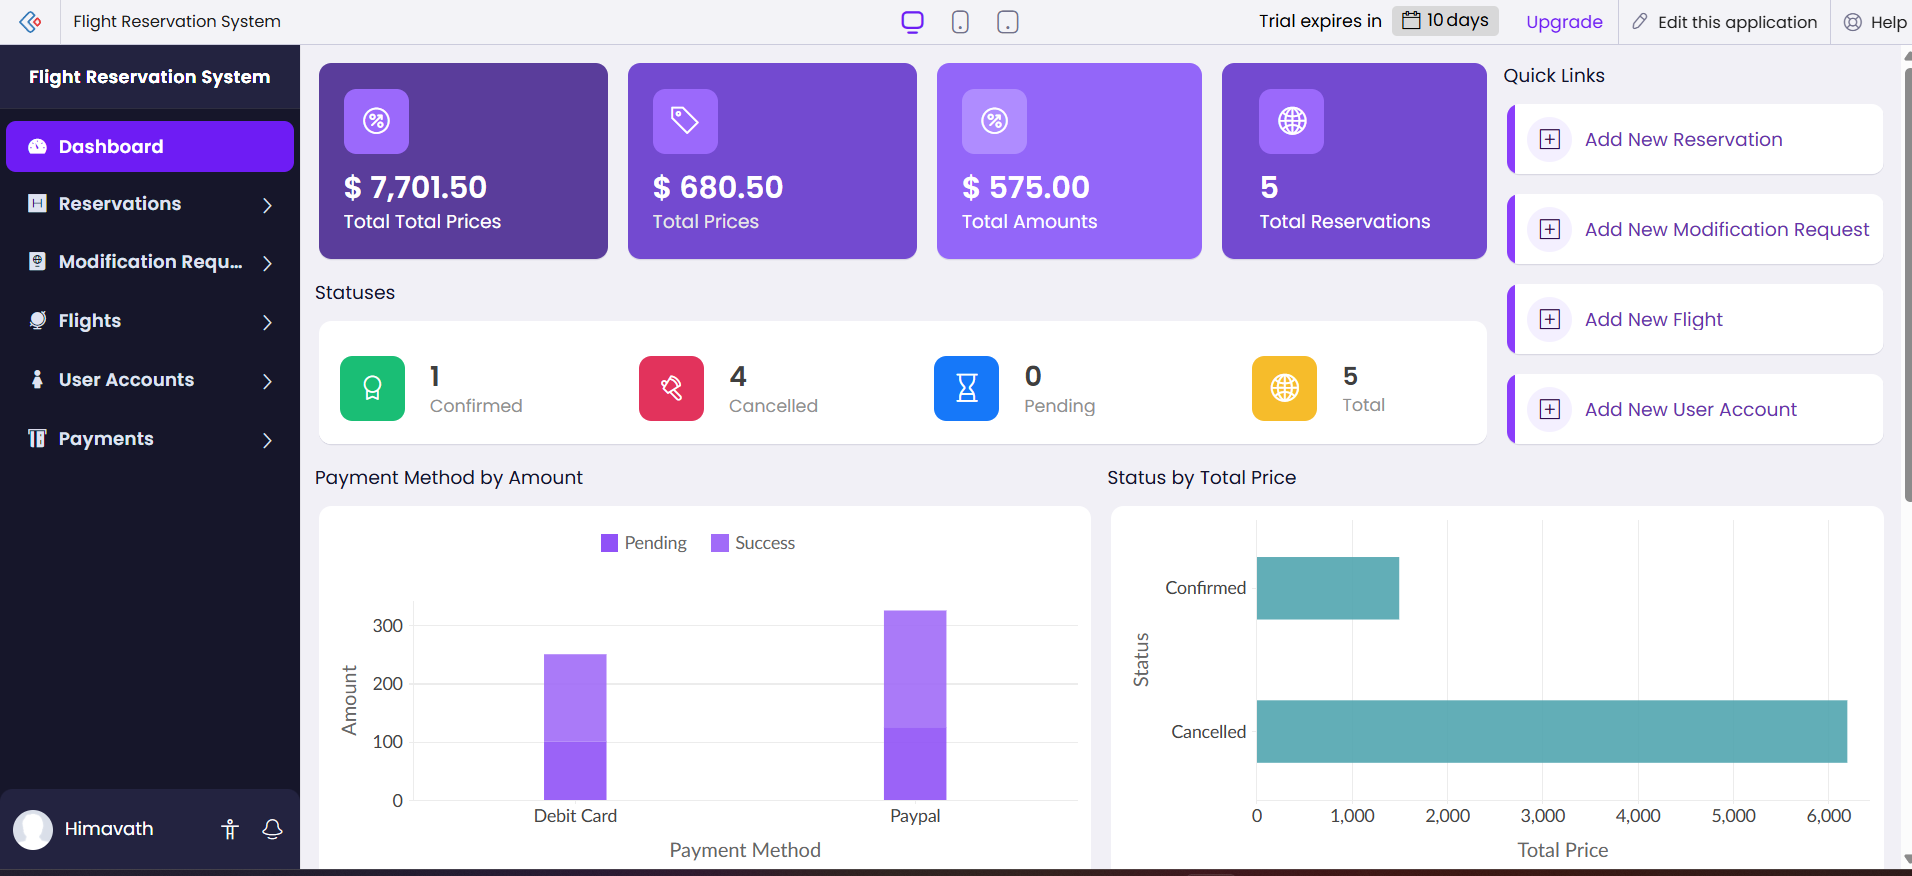 Flight Reservation System
Trial expires in 10 days Upgrade Edit this application Help
Flight Reservation System
Dashboard
Reservations
Modification Requ...
Flights
User Accounts
Payments
Himavath
$ 7,701.50
Total Total Prices
$ 680.50
Total Prices
$ 575.00
Total Amounts
5
Total Reservations
Quick Links
Add New Reservation
Add New Modification Request
Add New Flight
Add New User Account
Statuses
1
Confirmed
4
Cancelled
0
Pending
5
Total
Payment Method by Amount
Pending Success
Amount
300
200
100
0
Debit Card Paypal
Payment Method
Status by Total Price
Status
Confirmed
Cancelled
0 1,000 2,000 3,000 4,000 5,000 6,000
Total Price